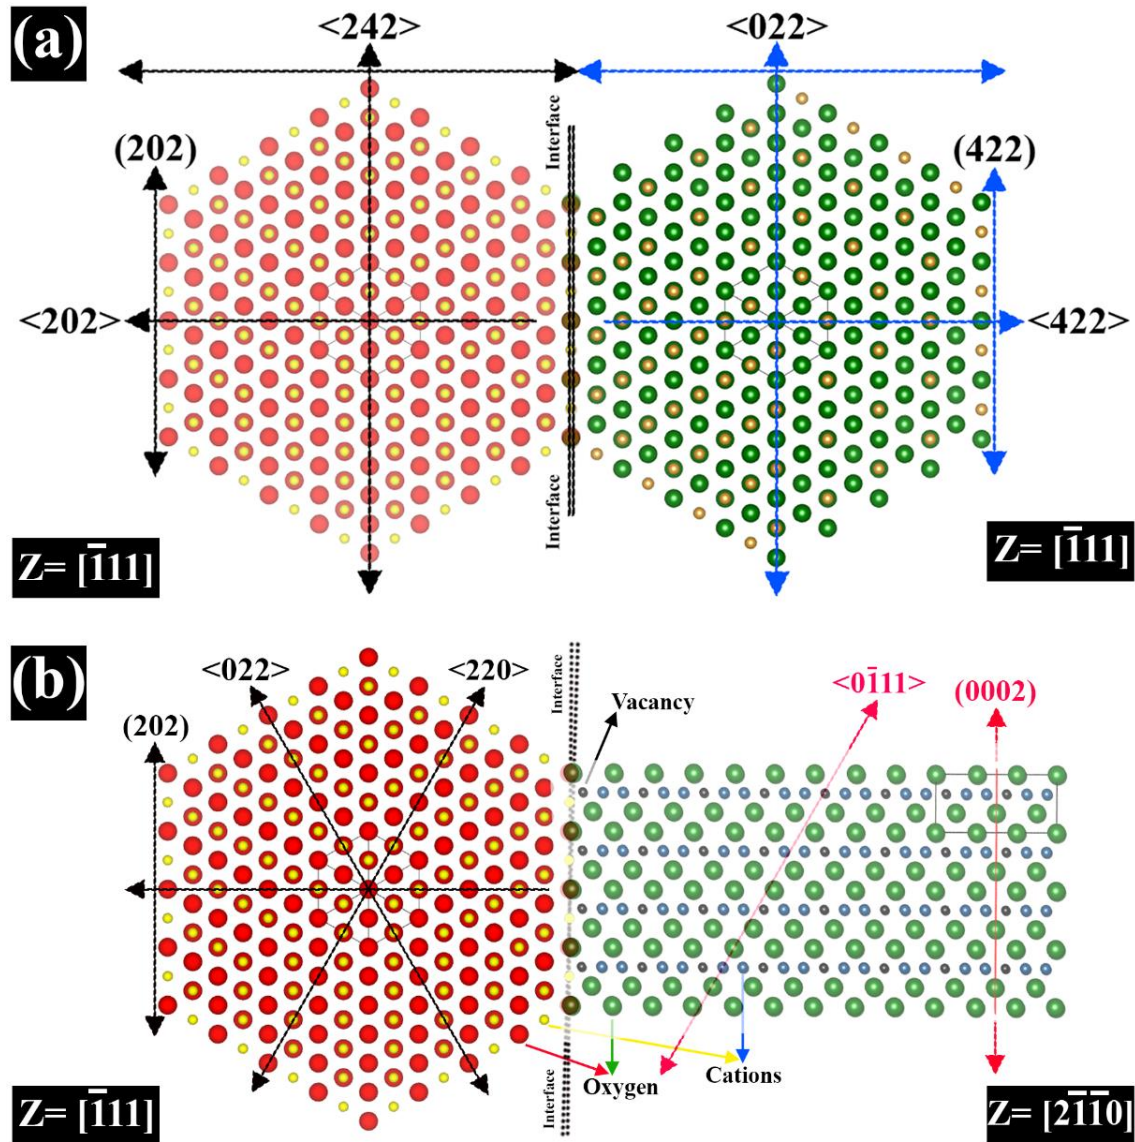 (a)
<242>
<022>
Interface
(202)
(422)
<202>
<422>
Interface
Z= [1̅11]
Z= [1̅11]
(b)
<022>
<220>
Interface
Vacancy
<01̅11>
(0002)
(202)
Oxygen
Cations
Interface
Z= [1̅11]
Z= [21̅1̅0]